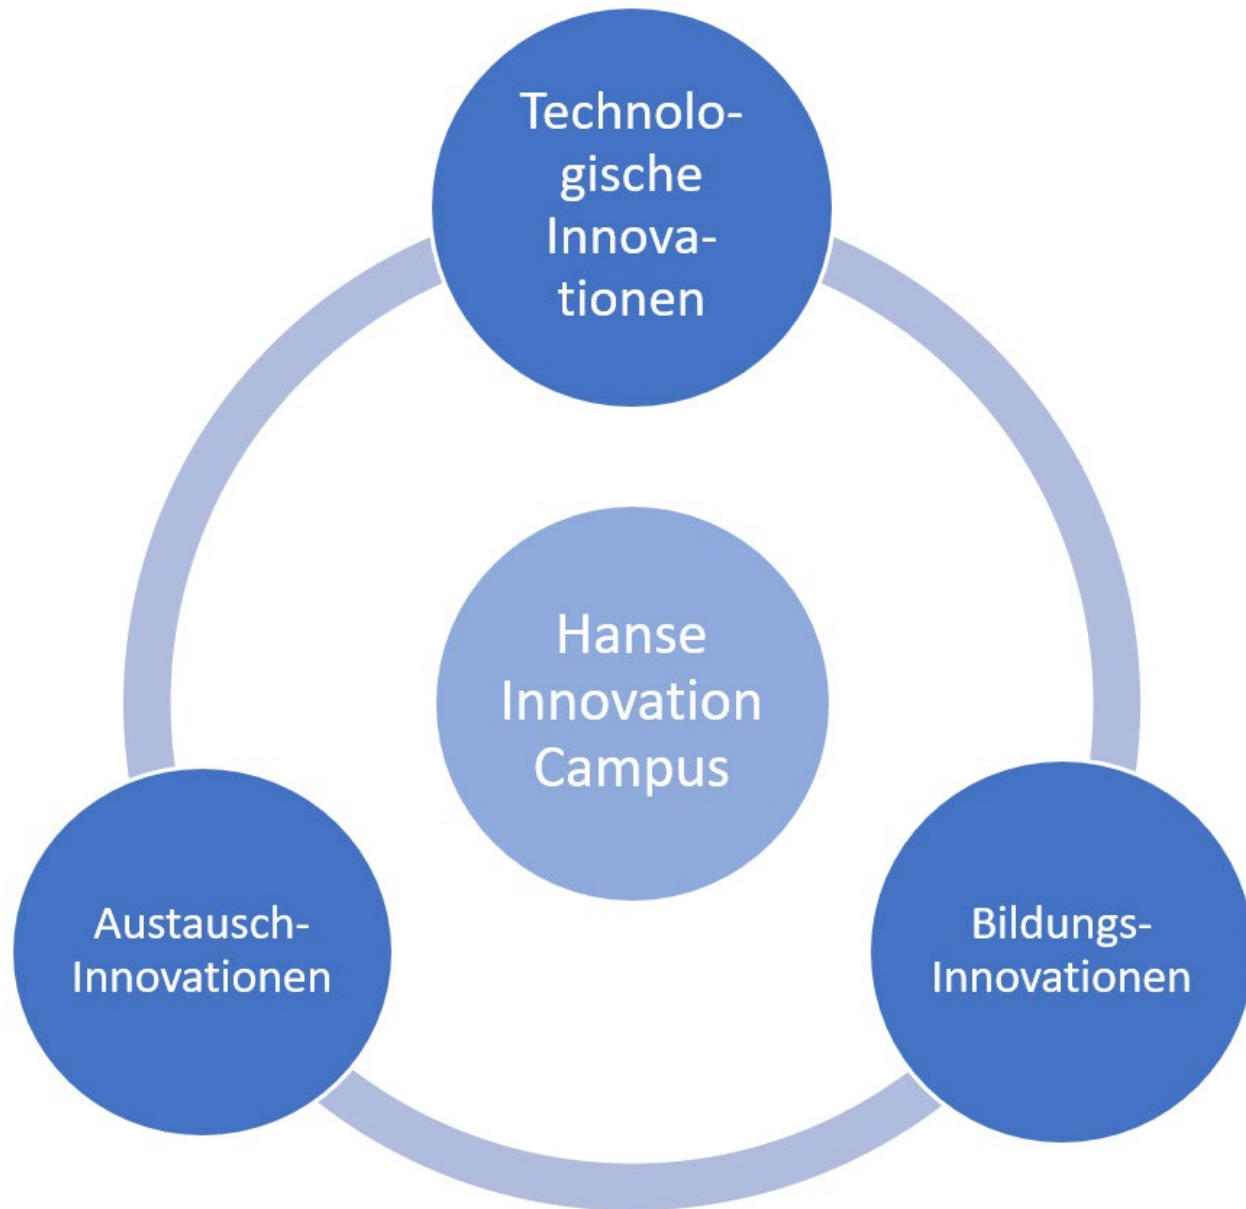 Technolo-
gische
Innova-
tionen
Hanse
Innovation
Campus
Austausch-
Innovationen
Bildungs-
Innovationen